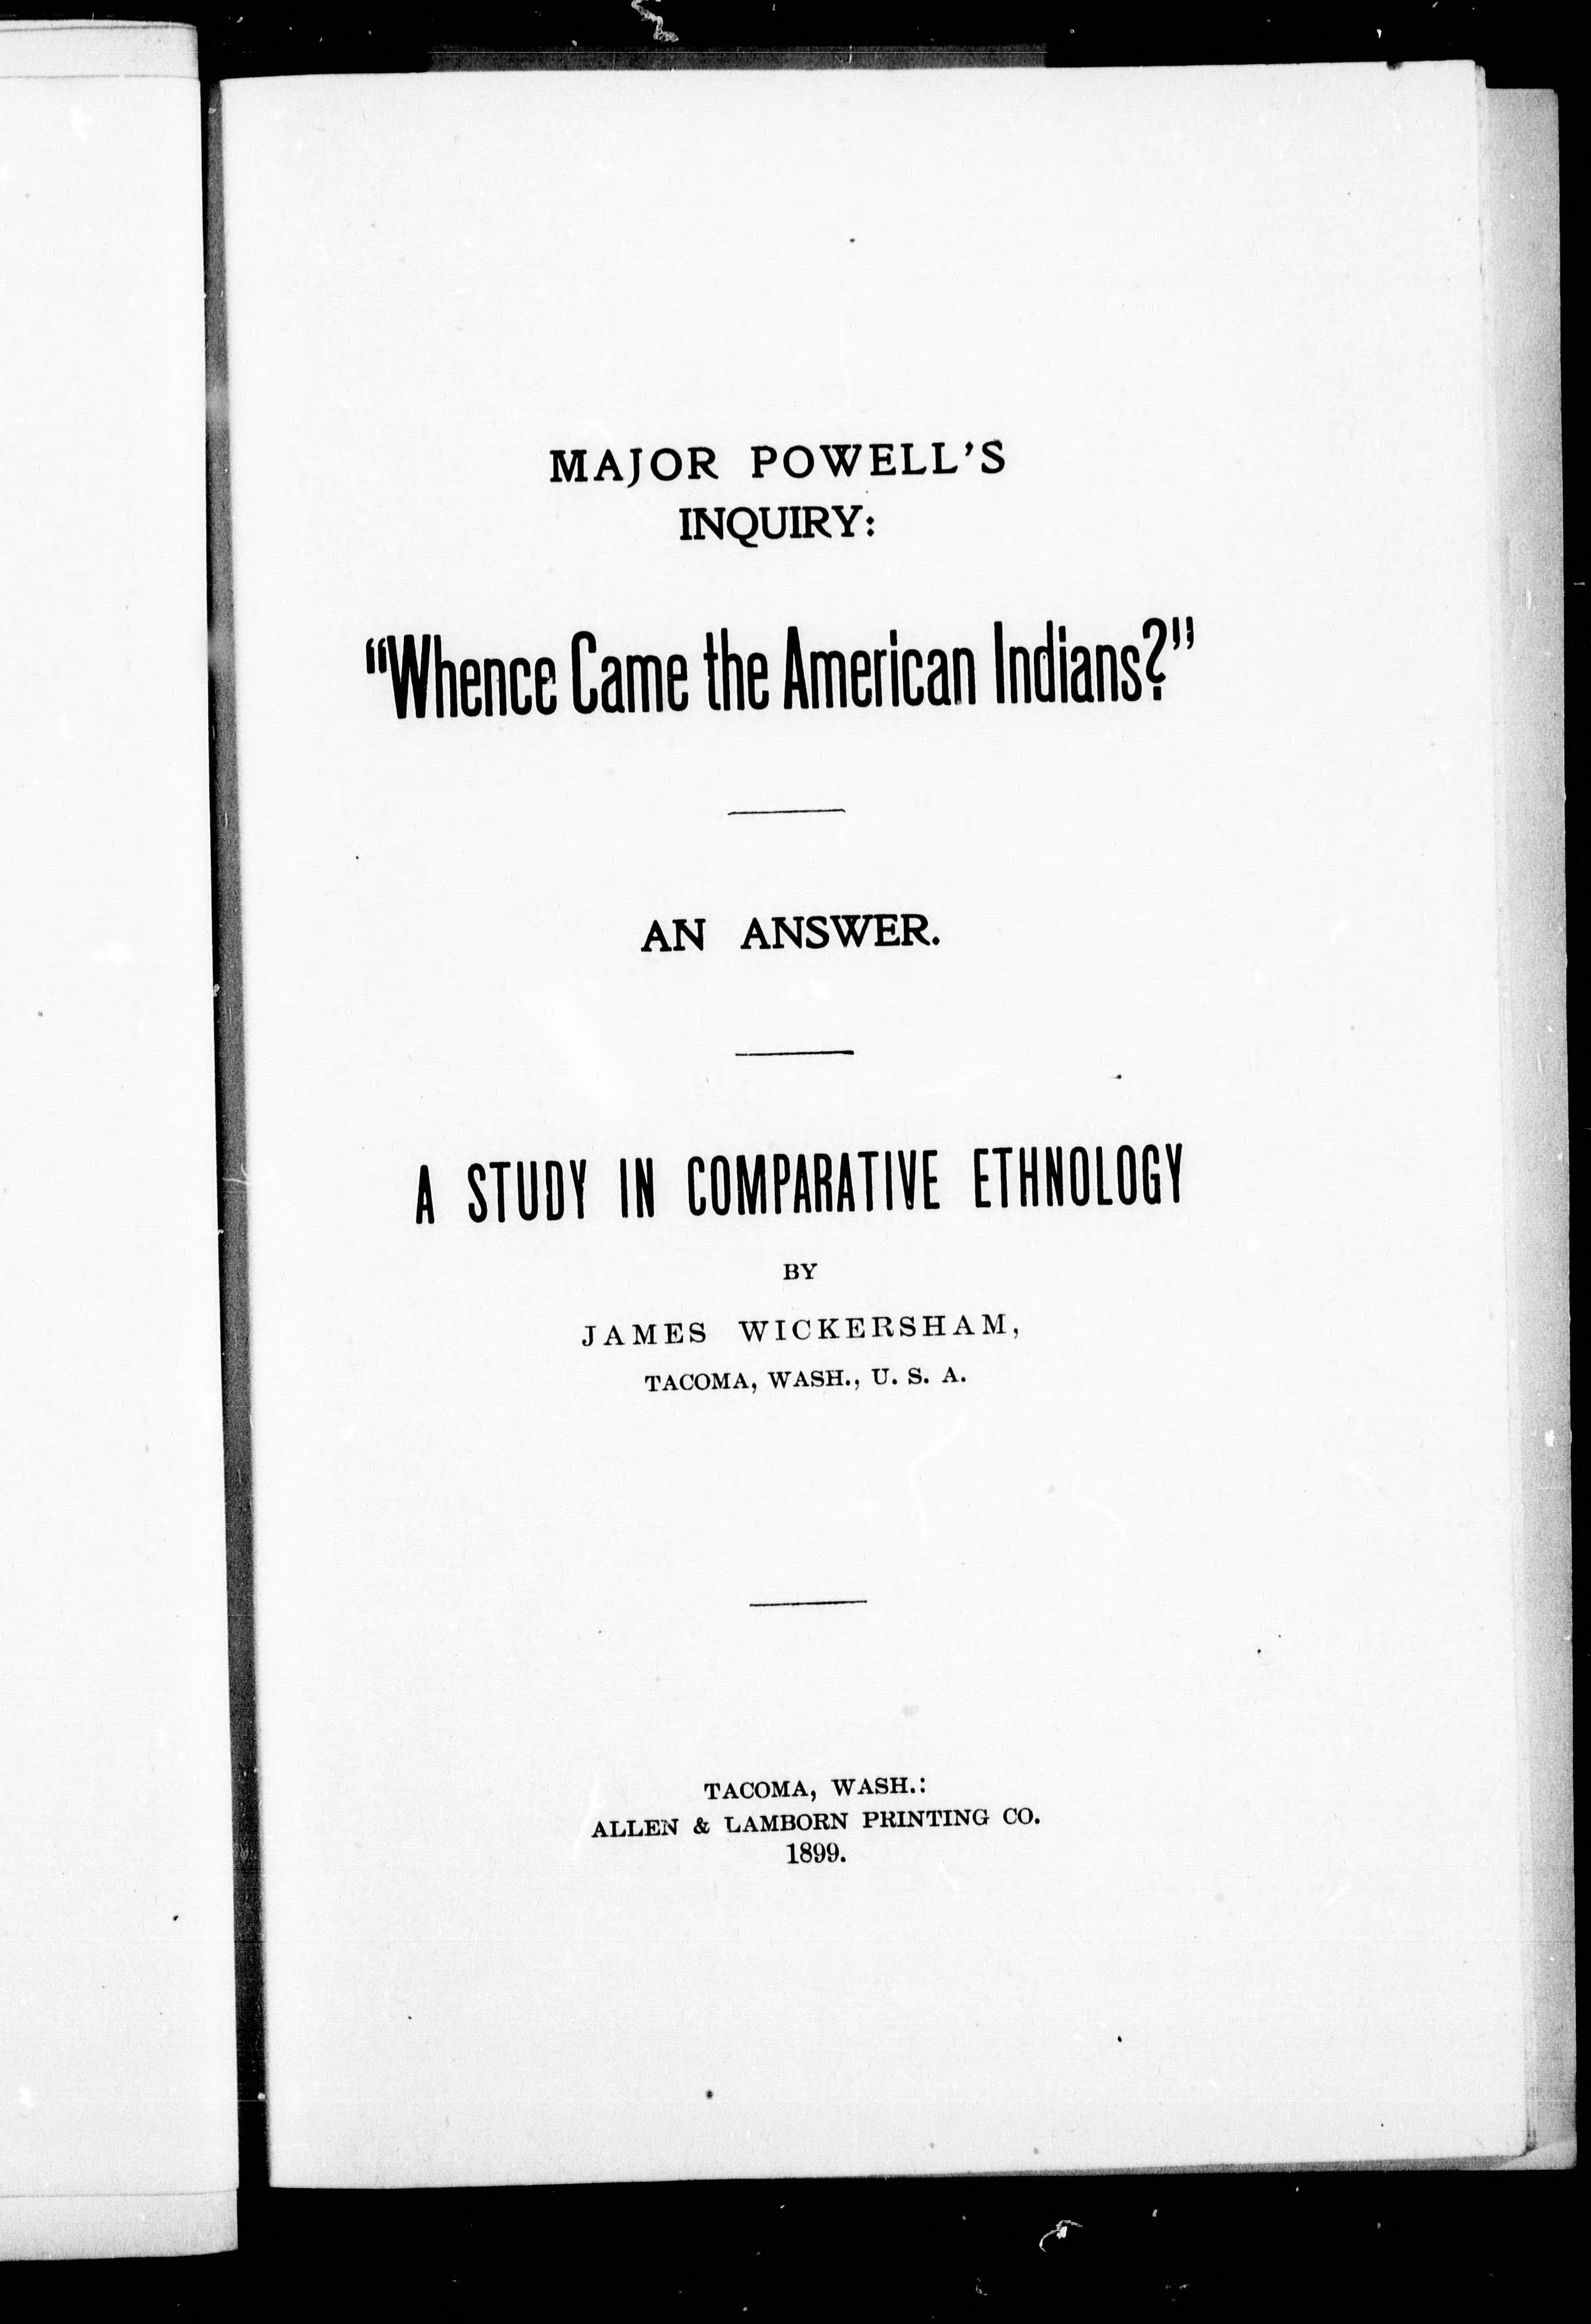 MAJOR POWELL'S
INQUIRY:
"Whence Came the American Indians?"
AN ANSWER.
A STUDY IN COMPARATIVE ETHNOLOGY
BY
JAMES WICKERSHAM,
TACOMA, WASH., U. S. A.
TACOMA, WASH.:
ALLEN & LAMBORN PRINTING CO.
1899.